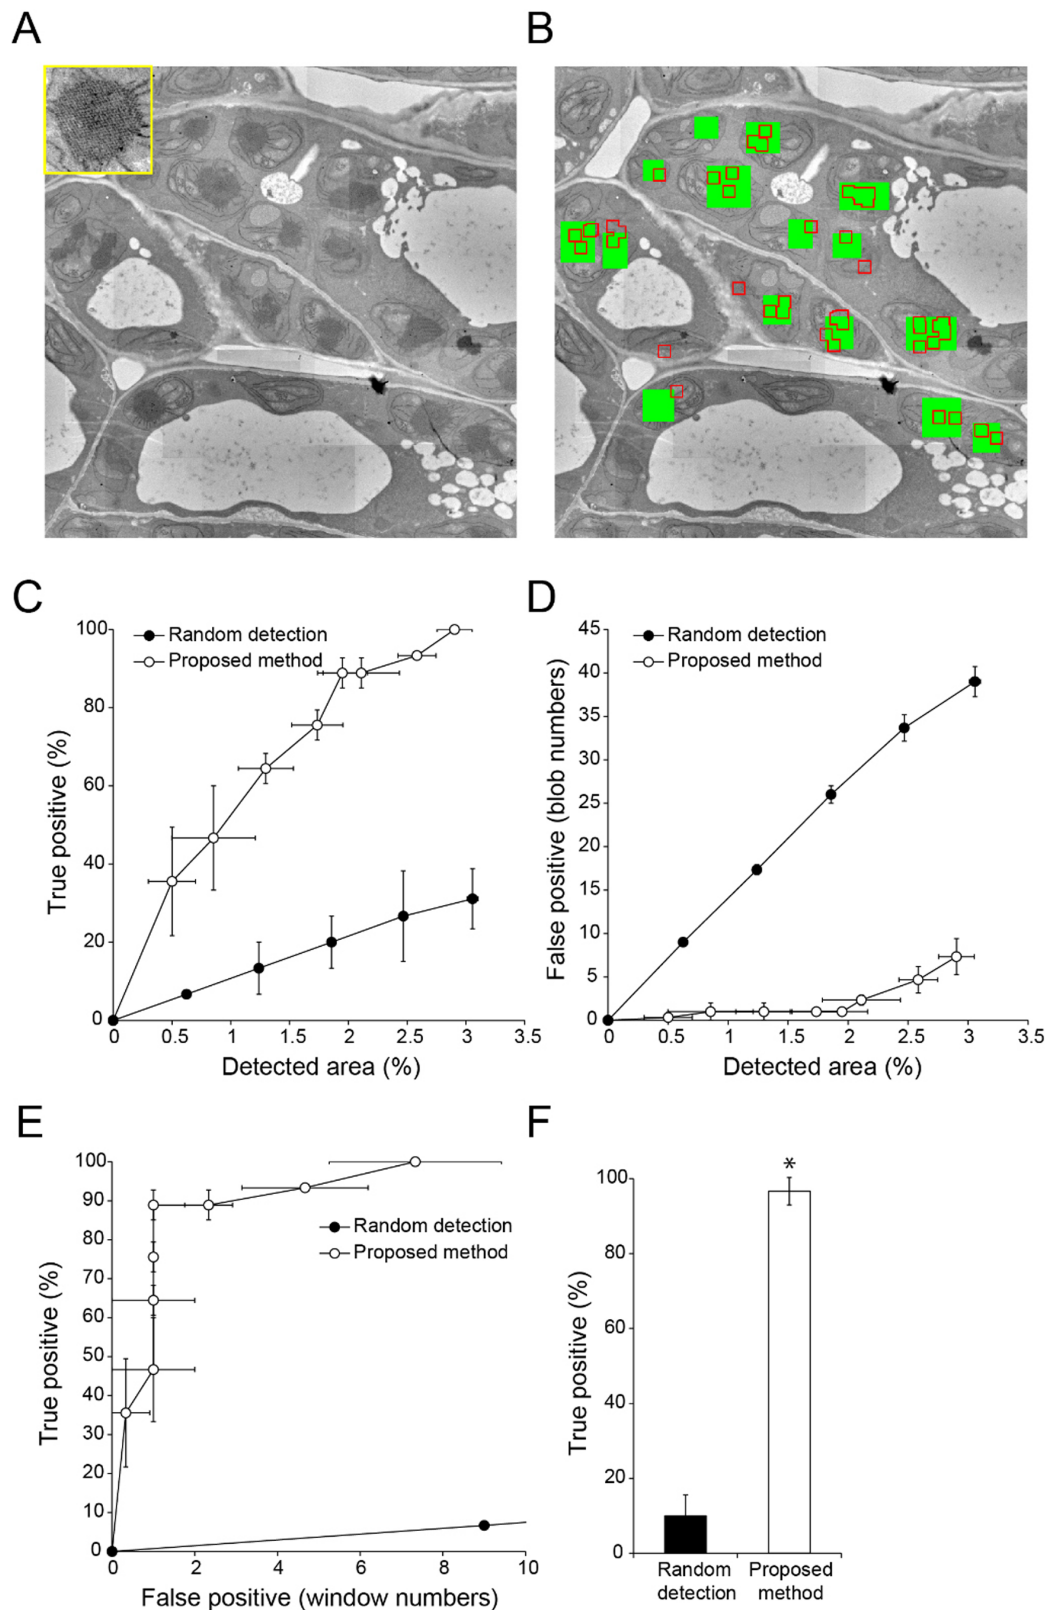 A
B
C
Random detection
Proposed method
True positive (%)
100
80
60
40
20
0
0 0.5 1 1.5 2 2.5 3 3.5
Detected area (%)
D
Random detection
Proposed method
False positive (blob numbers)
45
40
35
30
25
20
15
10
5
0
0 0.5 1 1.5 2 2.5 3 3.5
Detected area (%)
E
Random detection
Proposed method
True positive (%)
100
90
80
70
60
50
40
30
20
10
0
0 2 4 6 8 10
False positive (window numbers)
F
*
True positive (%)
100
80
60
40
20
0
Random detection
Proposed method